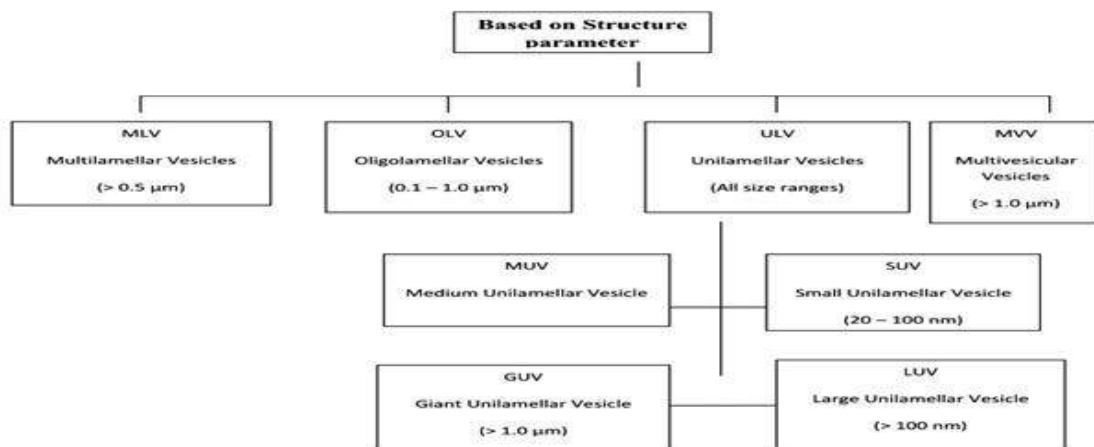 Based on Structure
parameter
MLV
Multilamellar Vesicles
(> 0.5 µm)
OLV
Oligolamellar Vesicles
(0.1 – 1.0 µm)
ULV
Unilamellar Vesicles
(All size ranges)
MVV
Multivesicular
Vesicles
(> 1.0 µm)
MUV
Medium Unilamellar Vesicle
SUV
Small Unilamellar Vesicle
(20 – 100 nm)
GUV
Giant Unilamellar Vesicle
(> 1.0 µm)
LUV
Large Unilamellar Vesicle
(> 100 nm)